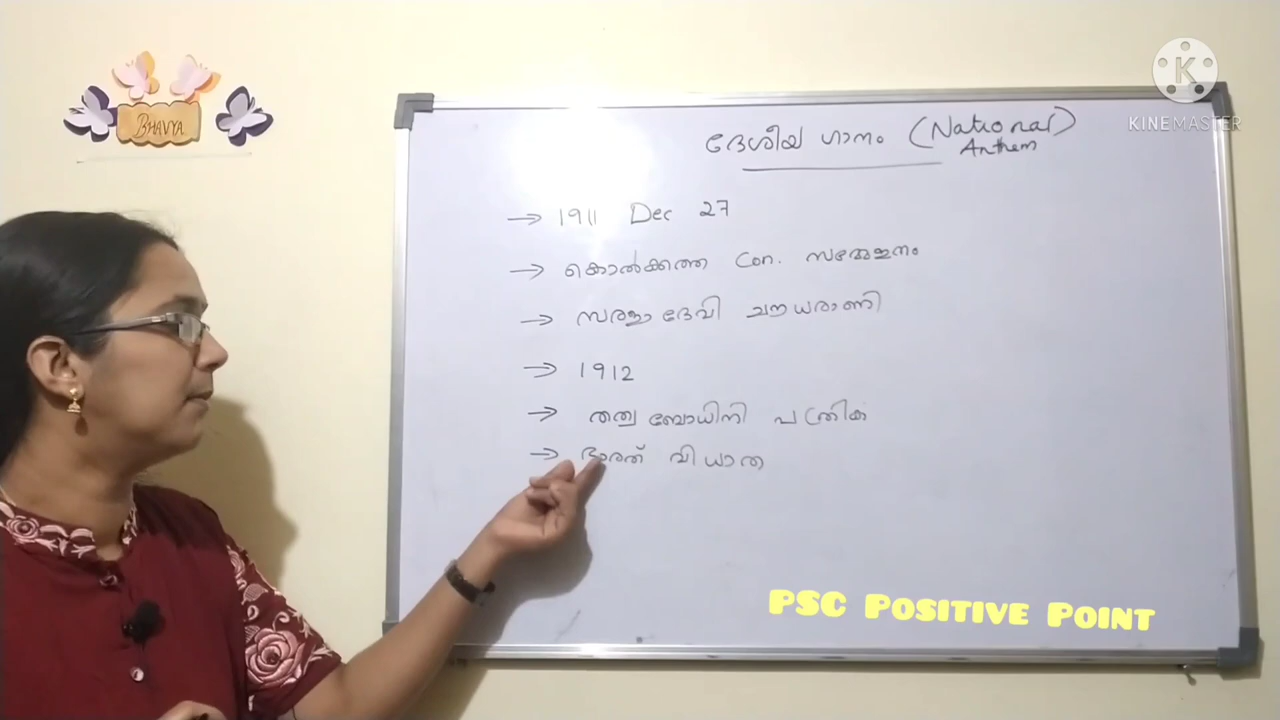 BHAVYA
KINEMASTER
ദേശീയ ഗാനം (National)
Anthem
→ 1911 Dec 27
→ കൊൽക്കത്ത Con. സമ്മേളനം
→ സരളാദേവി ചൗധരാണി
→ 1912
→ തത്വബോധിനി പത്രിക
→ ഭാരത് വിധാത
PSC POSITIVE POINT